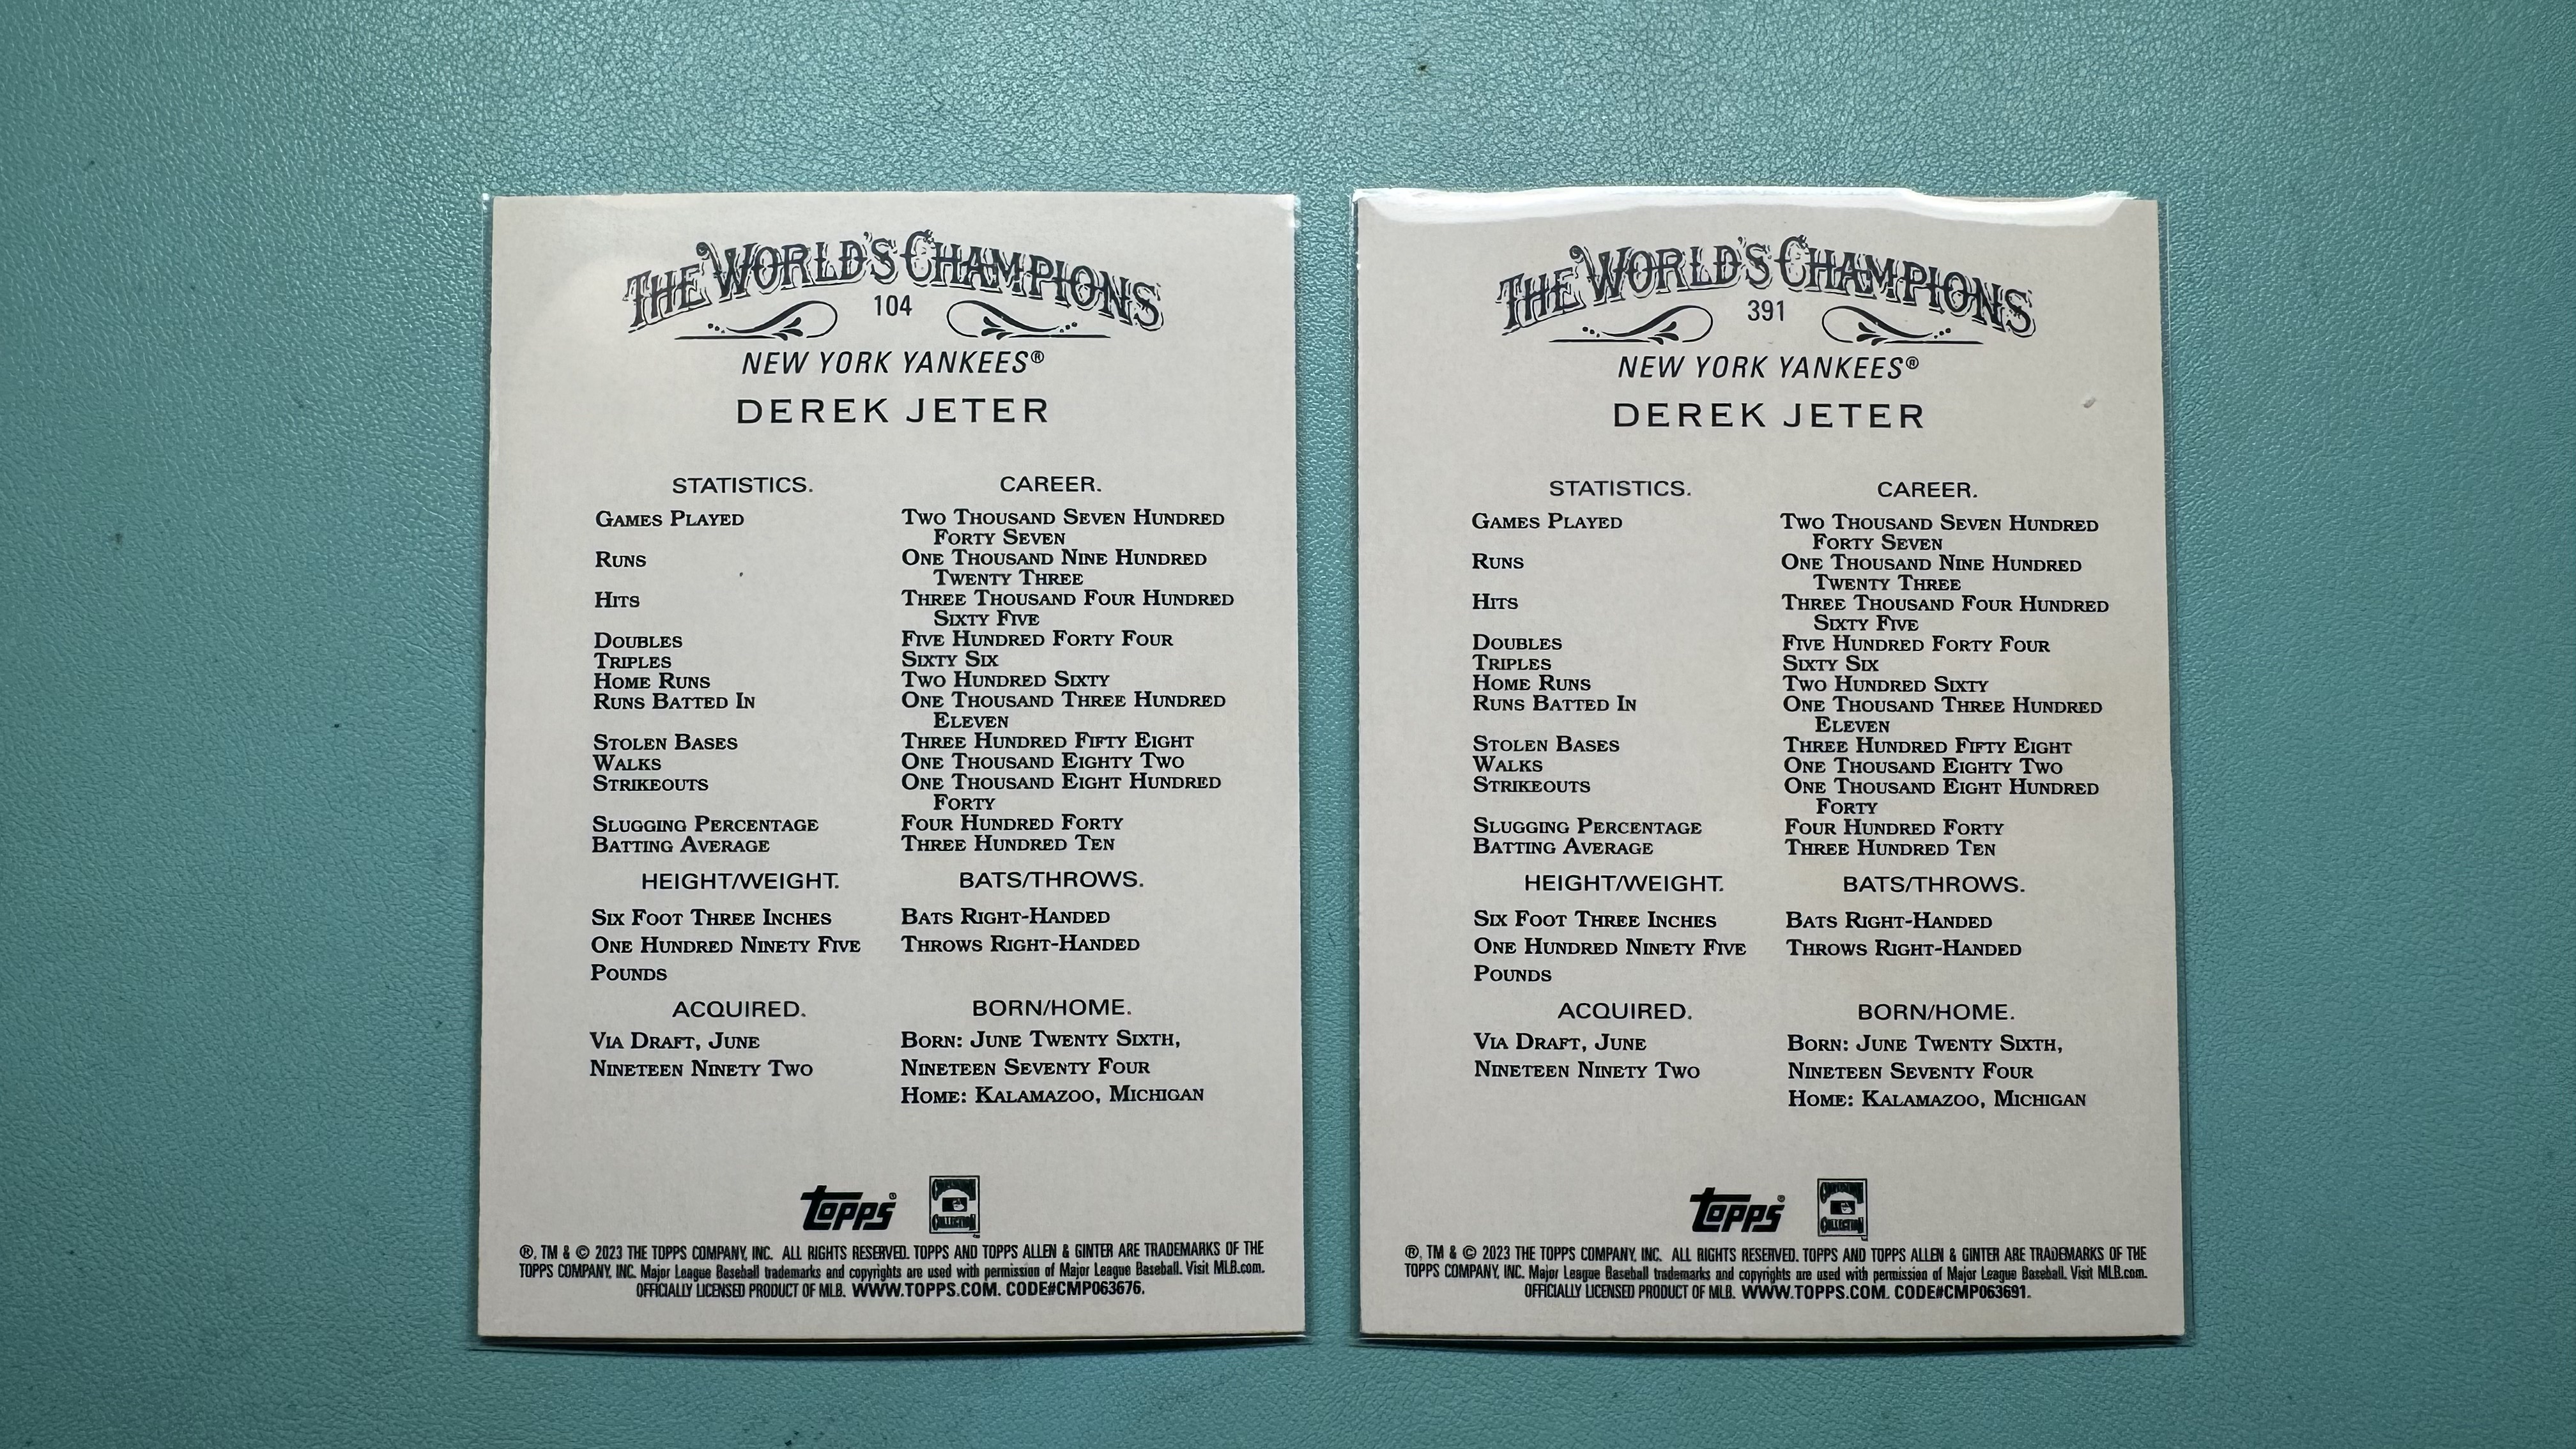 THE WORLD'S CHAMPIONS
104
NEW YORK YANKEES®
DEREK JETER
STATISTICS. CAREER.
GAMES PLAYED TWO THOUSAND SEVEN HUNDRED
FORTY SEVEN
RUNS ONE THOUSAND NINE HUNDRED
TWENTY THREE
HITS THREE THOUSAND FOUR HUNDRED
SIXTY FIVE
DOUBLES FIVE HUNDRED FORTY FOUR
TRIPLES SIXTY SIX
HOME RUNS TWO HUNDRED SIXTY
RUNS BATTED IN ONE THOUSAND THREE HUNDRED
ELEVEN
STOLEN BASES THREE HUNDRED FIFTY EIGHT
WALKS ONE THOUSAND EIGHTY TWO
STRIKEOUTS ONE THOUSAND EIGHT HUNDRED
FORTY
SLUGGING PERCENTAGE FOUR HUNDRED FORTY
BATTING AVERAGE THREE HUNDRED TEN
HEIGHT/WEIGHT. BATS/THROWS.
SIX FOOT THREE INCHES BATS RIGHT-HANDED
ONE HUNDRED NINETY FIVE THROWS RIGHT-HANDED
POUNDS
ACQUIRED. BORN/HOME.
VIA DRAFT, JUNE BORN: JUNE TWENTY SIXTH,
NINETEEN NINETY TWO NINETEEN SEVENTY FOUR
HOME: KALAMAZOO, MICHIGAN
Topps®
COLLECTION
®, TM & © 2023 THE TOPPS COMPANY, INC. ALL RIGHTS RESERVED. TOPPS AND TOPPS ALLEN & GINTER ARE TRADEMARKS OF THE
TOPPS COMPANY, INC. Major League Baseball trademarks and copyrights are used with permission of Major League Baseball. Visit MLB.com.
OFFICIALLY LICENSED PRODUCT OF MLB. WWW.TOPPS.COM. CODE#CMP063676.
THE WORLD'S CHAMPIONS
391
NEW YORK YANKEES®
DEREK JETER
STATISTICS. CAREER.
GAMES PLAYED TWO THOUSAND SEVEN HUNDRED
FORTY SEVEN
RUNS ONE THOUSAND NINE HUNDRED
TWENTY THREE
HITS THREE THOUSAND FOUR HUNDRED
SIXTY FIVE
DOUBLES FIVE HUNDRED FORTY FOUR
TRIPLES SIXTY SIX
HOME RUNS TWO HUNDRED SIXTY
RUNS BATTED IN ONE THOUSAND THREE HUNDRED
ELEVEN
STOLEN BASES THREE HUNDRED FIFTY EIGHT
WALKS ONE THOUSAND EIGHTY TWO
STRIKEOUTS ONE THOUSAND EIGHT HUNDRED
FORTY
SLUGGING PERCENTAGE FOUR HUNDRED FORTY
BATTING AVERAGE THREE HUNDRED TEN
HEIGHT/WEIGHT. BATS/THROWS.
SIX FOOT THREE INCHES BATS RIGHT-HANDED
ONE HUNDRED NINETY FIVE THROWS RIGHT-HANDED
POUNDS
ACQUIRED. BORN/HOME.
VIA DRAFT, JUNE BORN: JUNE TWENTY SIXTH,
NINETEEN NINETY TWO NINETEEN SEVENTY FOUR
HOME: KALAMAZOO, MICHIGAN
Topps®
COLLECTION
®, TM & © 2023 THE TOPPS COMPANY, INC. ALL RIGHTS RESERVED. TOPPS AND TOPPS ALLEN & GINTER ARE TRADEMARKS OF THE
TOPPS COMPANY, INC. Major League Baseball trademarks and copyrights are used with permission of Major League Baseball. Visit MLB.com.
OFFICIALLY LICENSED PRODUCT OF MLB. WWW.TOPPS.COM. CODE#CMP063691.